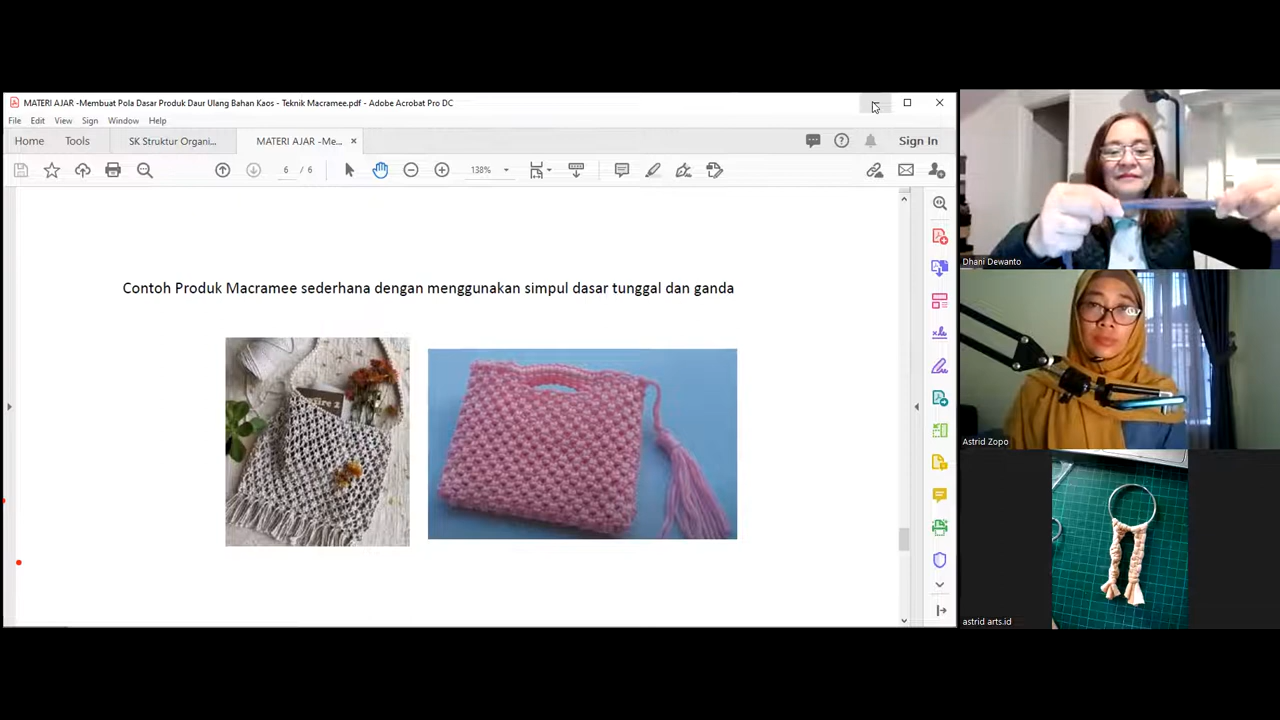 MATERI AJAR -Membuat Pola Dasar Produk Daur Ulang Bahan Kaos - Teknik Macramee.pdf - Adobe Acrobat Pro DC
File Edit View Sign Window Help
Home Tools SK Struktur Organi... MATERI AJAR -Me... Sign In
6 / 6 138%
Contoh Produk Macramee sederhana dengan menggunakan simpul dasar tunggal dan ganda
Dhani Dewanto
Astrid Zopo
astrid arts.id